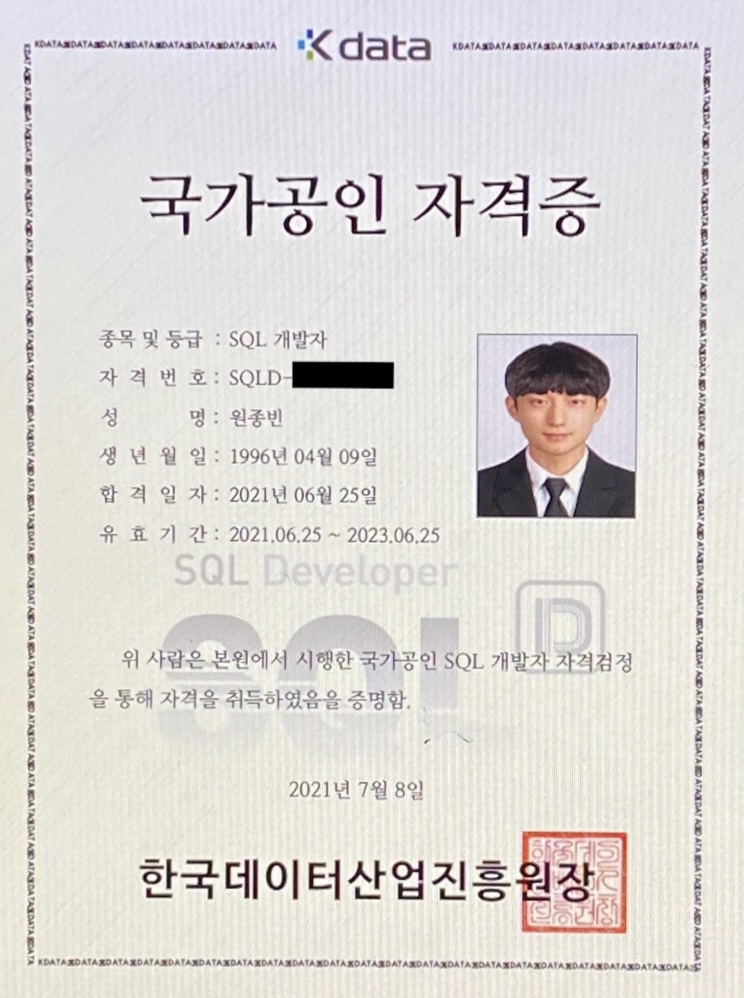 Kdata
국가공인 자격증
종목 및 등급 : SQL 개발자
자 격 번 호 : SQLD-
성 명 : 원종빈
생 년 월 일 : 1996년 04월 09일
합 격 일 자 : 2021년 06월 25일
유 효 기 간 : 2021.06.25 ~ 2023.06.25
SQL Developer
SQL D
위 사람은 본원에서 시행한 국가공인 SQL 개발자 자격검정
을 통해 자격을 취득하였음을 증명함.
2021년 7월 8일
한국데이터산업진흥원장